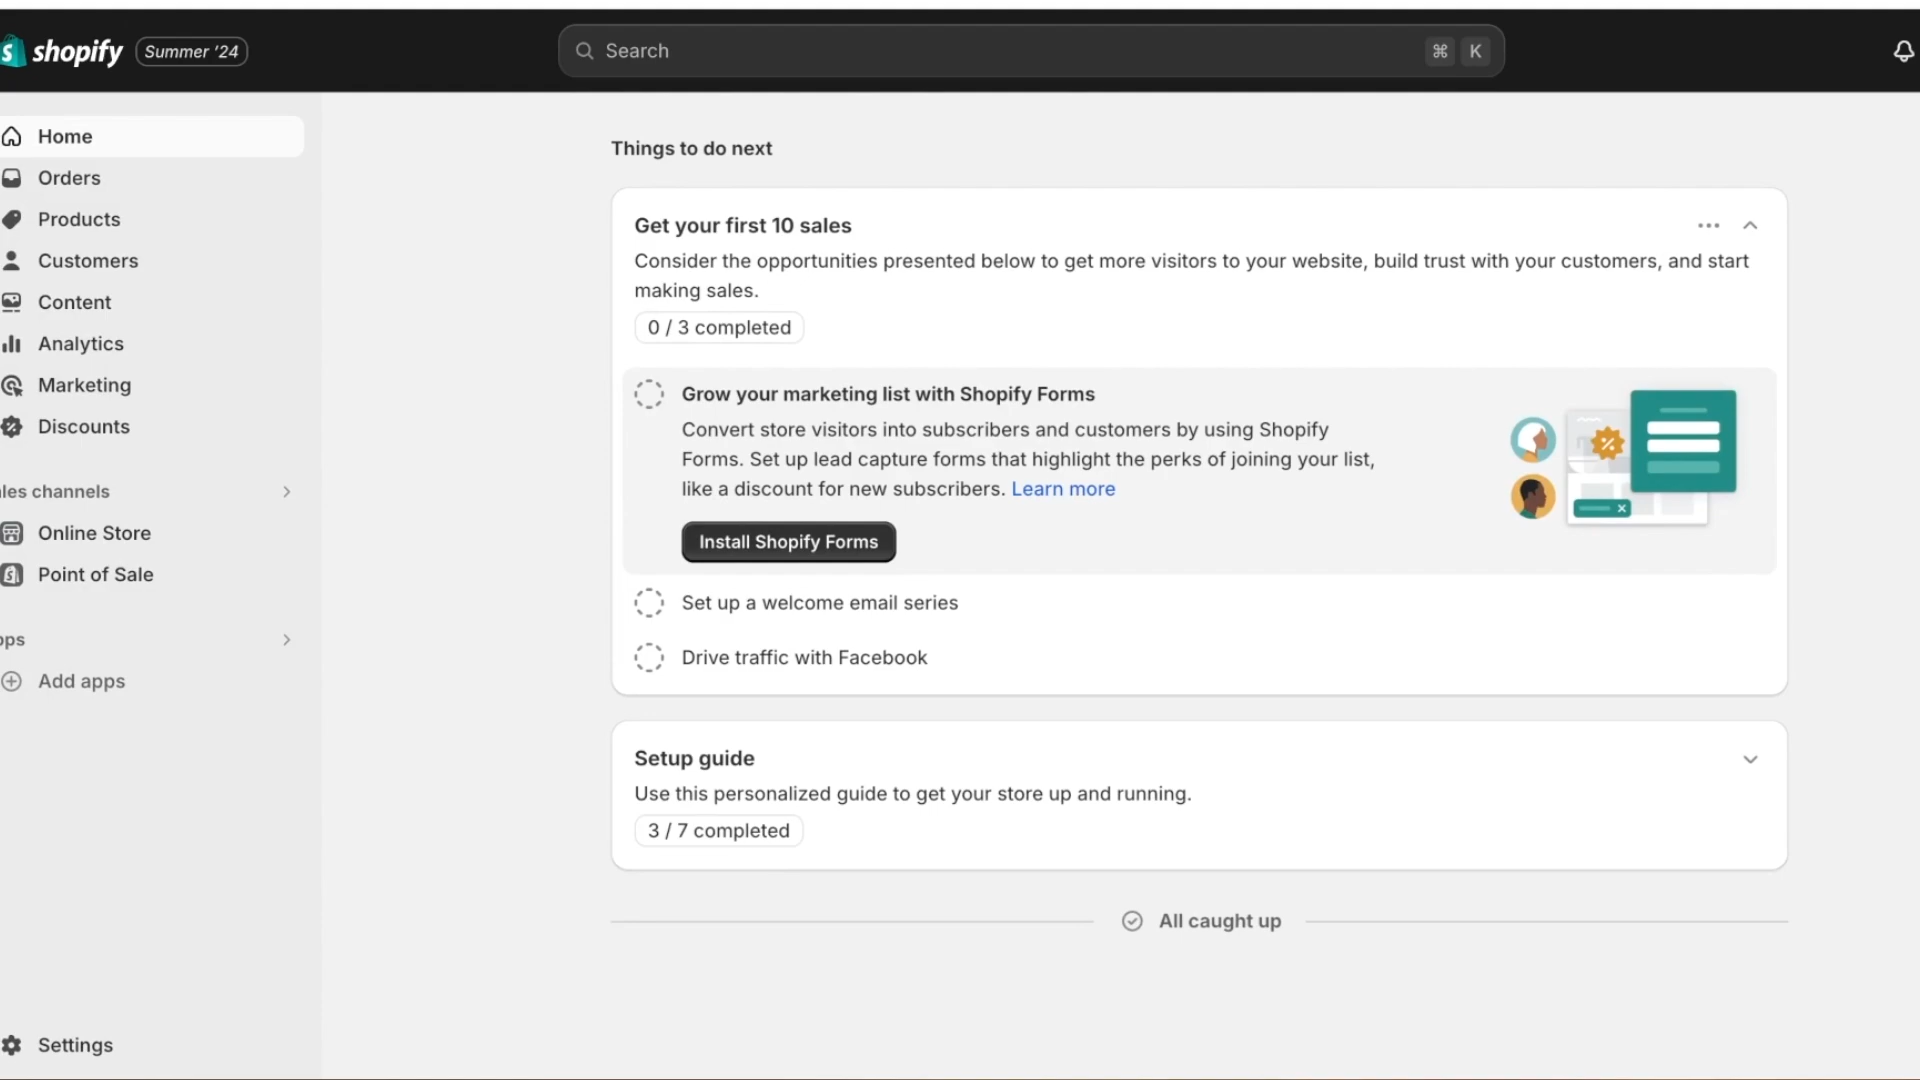 shopify Summer '24
Search ⌘ K
Home
Orders
Products
Customers
Content
Analytics
Marketing
Discounts
les channels
Online Store
Point of Sale
ops
Add apps
Settings
Things to do next
Get your first 10 sales
Consider the opportunities presented below to get more visitors to your website, build trust with your customers, and start
making sales.
0 / 3 completed
Grow your marketing list with Shopify Forms
Convert store visitors into subscribers and customers by using Shopify
Forms. Set up lead capture forms that highlight the perks of joining your list,
like a discount for new subscribers. Learn more
Install Shopify Forms
Set up a welcome email series
Drive traffic with Facebook
Setup guide
Use this personalized guide to get your store up and running.
3 / 7 completed
All caught up